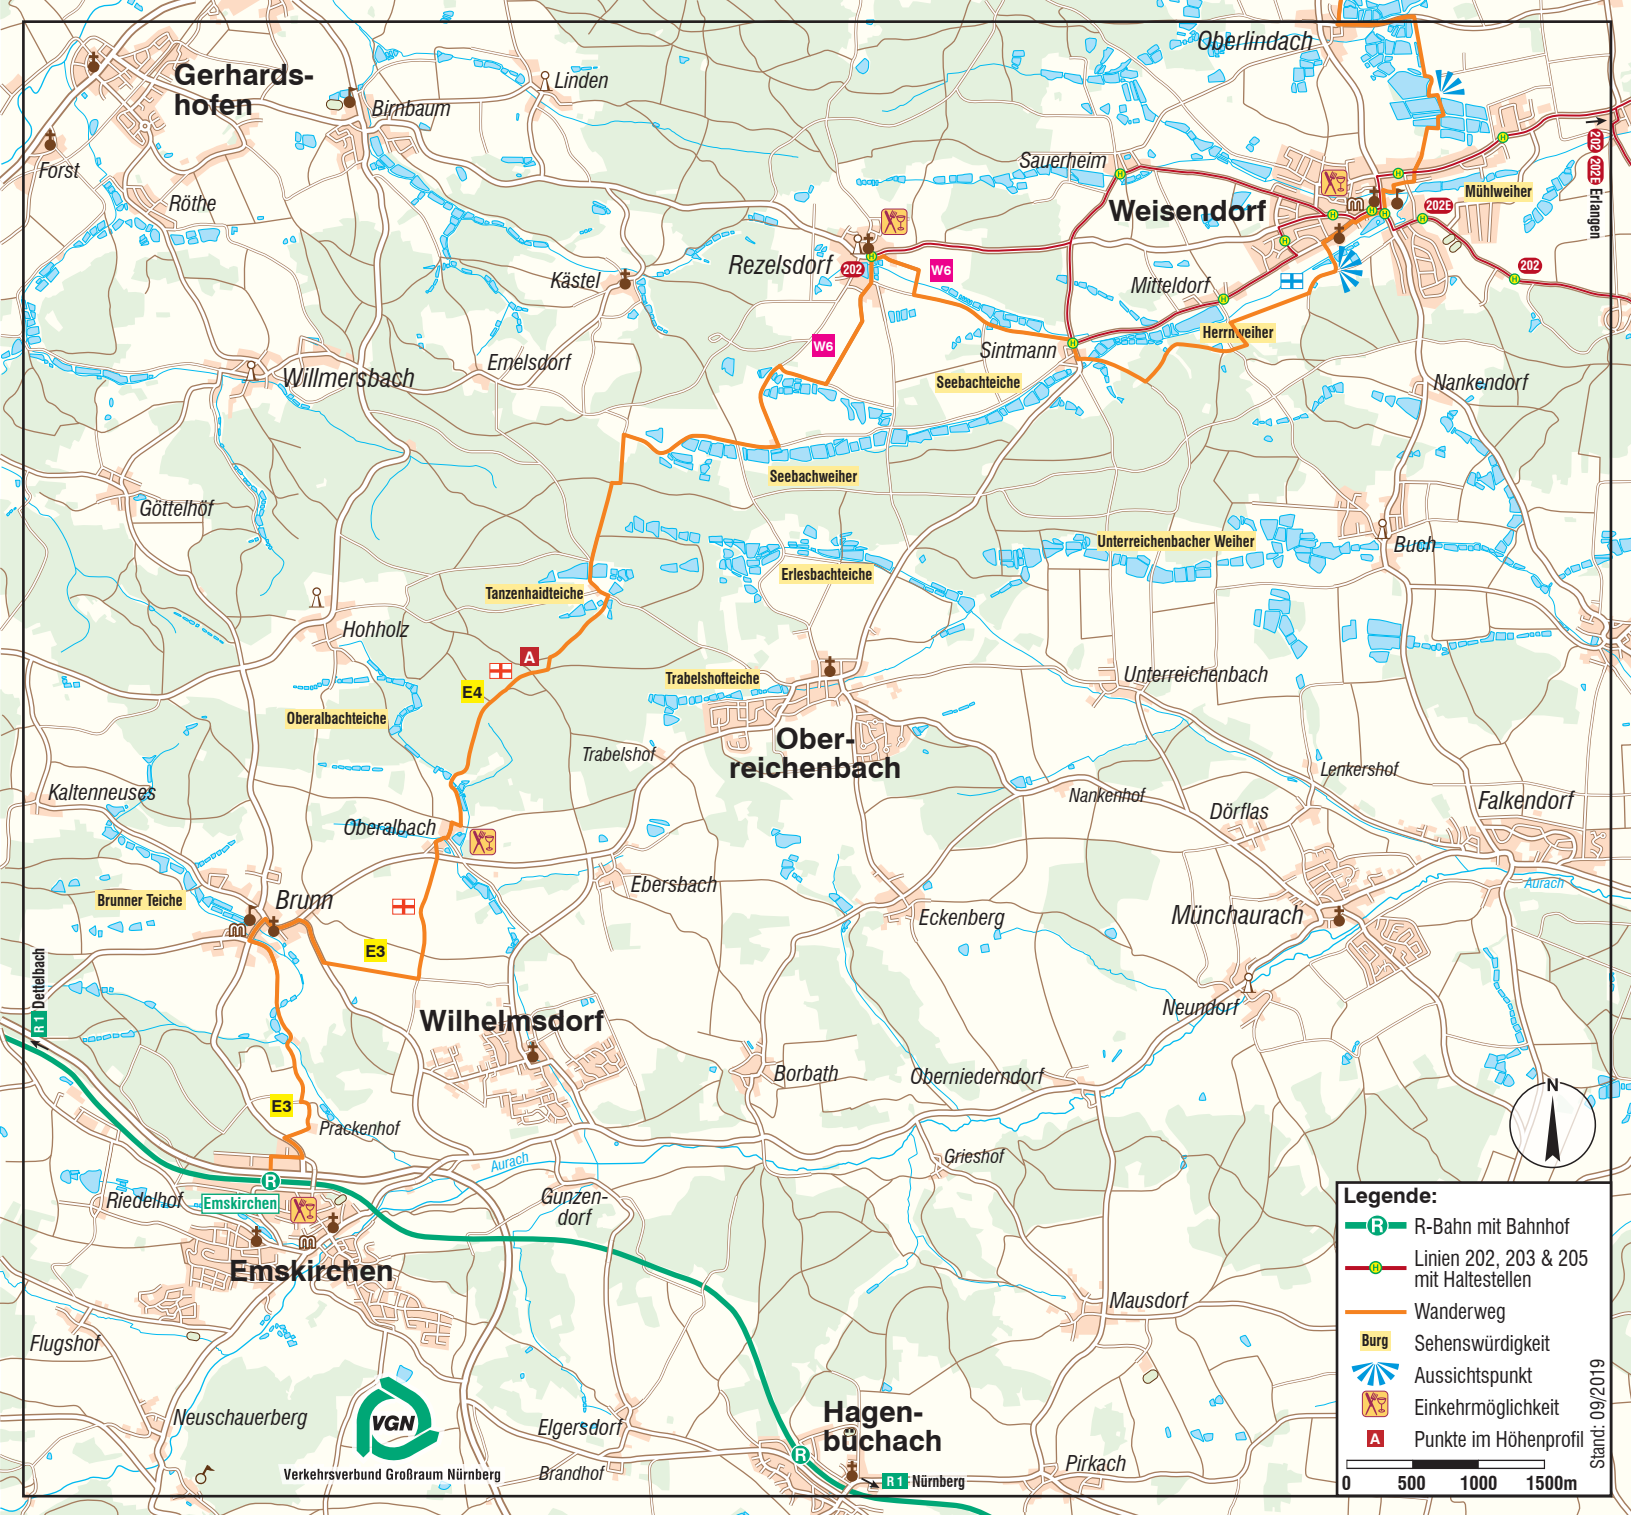 Oberlindach
Gerhards-
hofen
Linden
Birnbaum
Forst
Röthe
Sauerheim
Weisendorf
Mühlweiher
202E
202 202E Erlangen
Rezelsdorf
202
W6
Kästel
Mitteldorf
202
Herrnweiher
W6
Sintmann
Emelsdorf
Willmersbach
Seebachteiche
Nankendorf
Seebachweiher
Göttelhöf
Unterreichenbacher Weiher
Buch
Erlesbachteiche
Tanzenhaidteiche
Hohholz
A
E4
Trabelshofteiche
Unterreichenbach
Oberalbachteiche
Ober-
reichenbach
Trabelshof
Lenkershof
Kaltenneuses
Nankenhof
Dörflas
Falkendorf
Oberalbach
Ebersbach
Aurach
Brunner Teiche
Brunn
Eckenberg
Münchaurach
E3
R 1 Dettelbach
Wilhelmsdorf
Neundorf
Borbath
Oberniederndorf
N
E3
Prackenhof
Aurach
Grieshof
R
Riedelhof
Emskirchen
Gunzen-
dorf
Emskirchen
Mausdorf
Flugshof
Neuschauerberg
VGN
Verkehrsverbund Großraum Nürnberg
Elgersdorf
Brandhof
Hagen-
büchach
R
R 1 Nürnberg
Pirkach
Legende:
R R-Bahn mit Bahnhof
H Linien 202, 203 & 205
mit Haltestellen
Wanderweg
Burg Sehenswürdigkeit
Aussichtspunkt
Einkehrmöglichkeit
A Punkte im Höhenprofil
0 500 1000 1500m
Stand: 09/2019